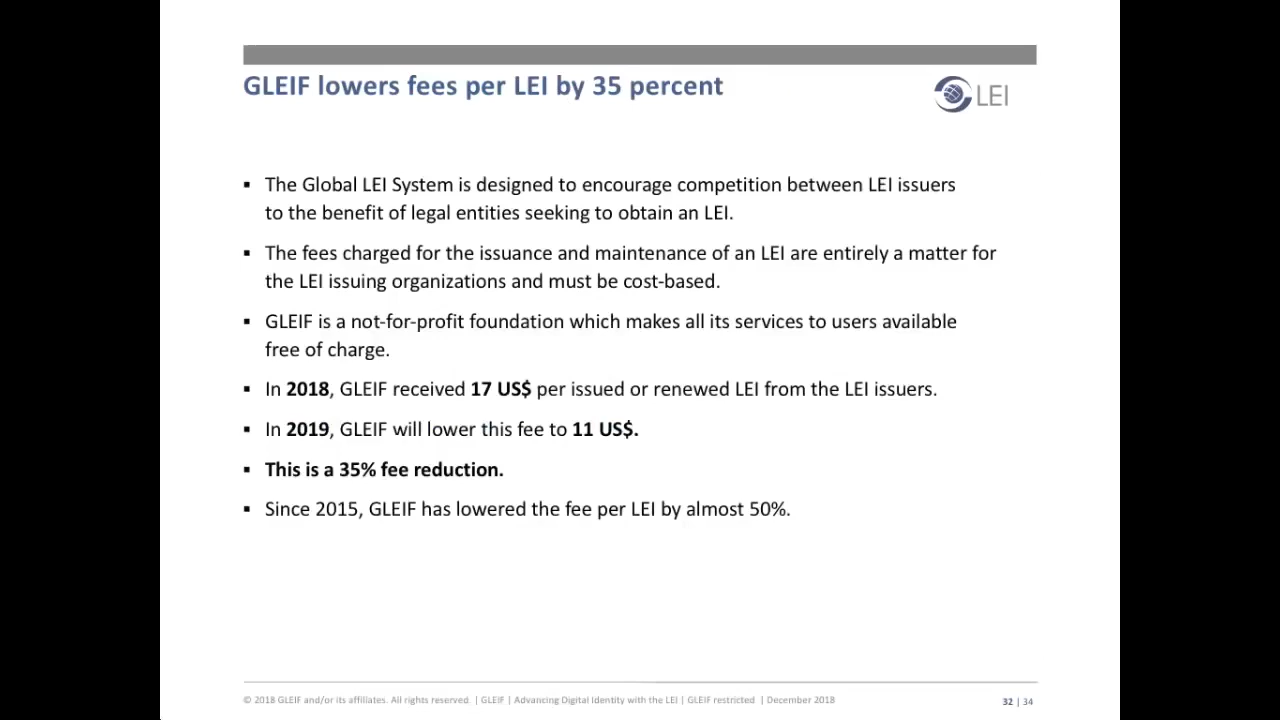 GLEIF lowers fees per LEI by 35 percent
LEI
▪ The Global LEI System is designed to encourage competition between LEI issuers
to the benefit of legal entities seeking to obtain an LEI.
▪ The fees charged for the issuance and maintenance of an LEI are entirely a matter for
the LEI issuing organizations and must be cost-based.
▪ GLEIF is a not-for-profit foundation which makes all its services to users available
free of charge.
▪ In 2018, GLEIF received 17 US$ per issued or renewed LEI from the LEI issuers.
▪ In 2019, GLEIF will lower this fee to 11 US$.
▪ This is a 35% fee reduction.
▪ Since 2015, GLEIF has lowered the fee per LEI by almost 50%.
© 2018 GLEIF and/or its affiliates. All rights reserved. | GLEIF | Advancing Digital Identity with the LEI | GLEIF restricted | December 2018
32 | 34